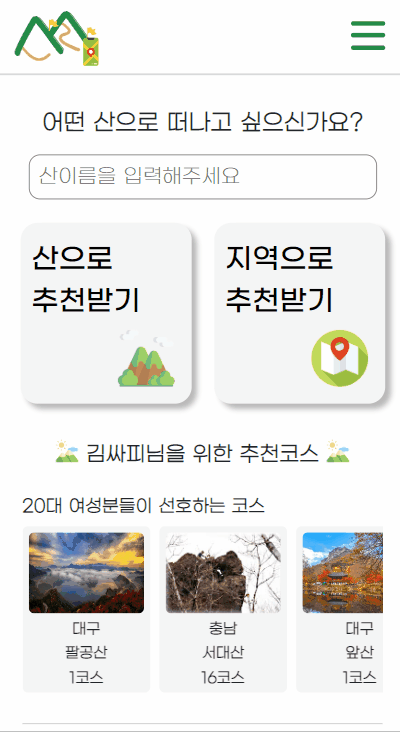 어떤 산으로 떠나고 싶으신가요?
산이름을 입력해주세요
산으로
추천받기
지역으로
추천받기
김싸피님을 위한 추천코스
20대 여성분들이 선호하는 코스
대구
팔공산
1코스
충남
서대산
16코스
대구
앞산
1코스